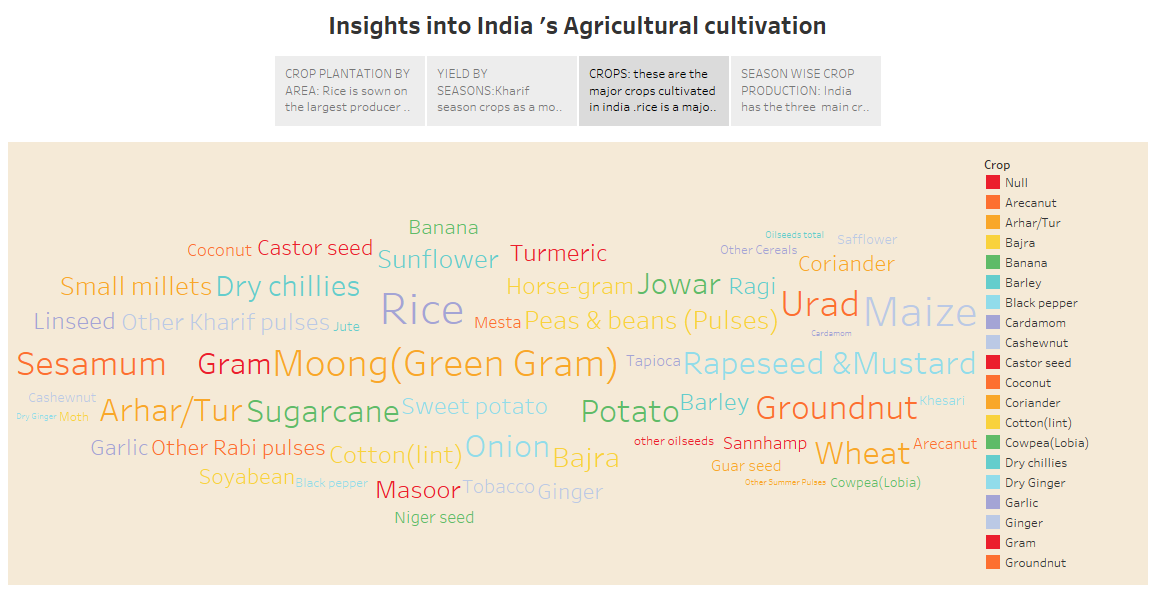 Insights into India ’s Agricultural cultivation
CROP PLANTATION BY
AREA: Rice is sown on
the largest producer ..
YIELD BY
SEASONS:Kharif
season crops as a mo..
CROPS: these are the
major crops cultivated
in india .rice is a majo..
SEASON WISE CROP
PRODUCTION: India
has the three  main cr..
Banana
Oilseeds total
Safflower
Coconut
Castor seed
Sunflower
Turmeric
Other Cereals
Coriander
Small millets
Dry chillies
Horse-gram
Jowar
Ragi
Linseed
Other Kharif pulses
Jute
Rice
Mesta
Peas & beans (Pulses)
Urad
Cardamom
Maize
Sesamum
Gram
Moong(Green Gram)
Tapioca
Rapeseed &Mustard
Cashewnut
Dry Ginger
Moth
Arhar/Tur
Sugarcane
Sweet potato
Potato
Barley
Groundnut
Khesari
Garlic
Other Rabi pulses
Cotton(lint)
Onion
Bajra
other oilseeds
Sannhamp
Wheat
Arecanut
Guar seed
Soyabean
Black pepper
Masoor
Tobacco
Ginger
Other Summer Pulses
Cowpea(Lobia)
Niger seed
Crop
Null
Arecanut
Arhar/Tur
Bajra
Banana
Barley
Black pepper
Cardamom
Cashewnut
Castor seed
Coconut
Coriander
Cotton(lint)
Cowpea(Lobia)
Dry chillies
Dry Ginger
Garlic
Ginger
Gram
Groundnut